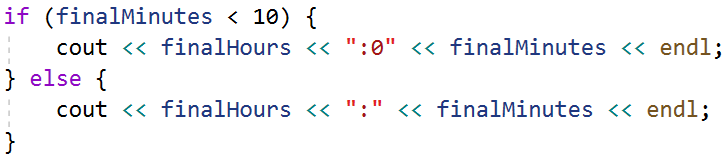 if (finalMinutes < 10) {
    cout << finalHours << ":0" << finalMinutes << endl;
} else {
    cout << finalHours << ":" << finalMinutes << endl;
}